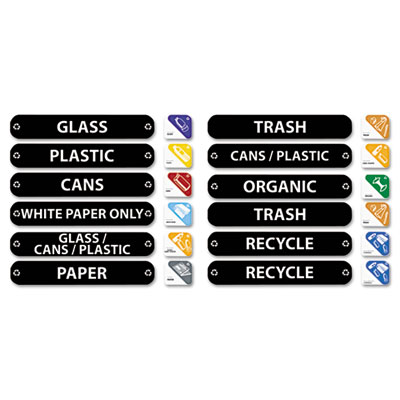 GLASS
PLASTIC
CANS
WHITE PAPER ONLY
GLASS /
CANS / PLASTIC
PAPER
TRASH
CANS / PLASTIC
ORGANIC
TRASH
RECYCLE
RECYCLE